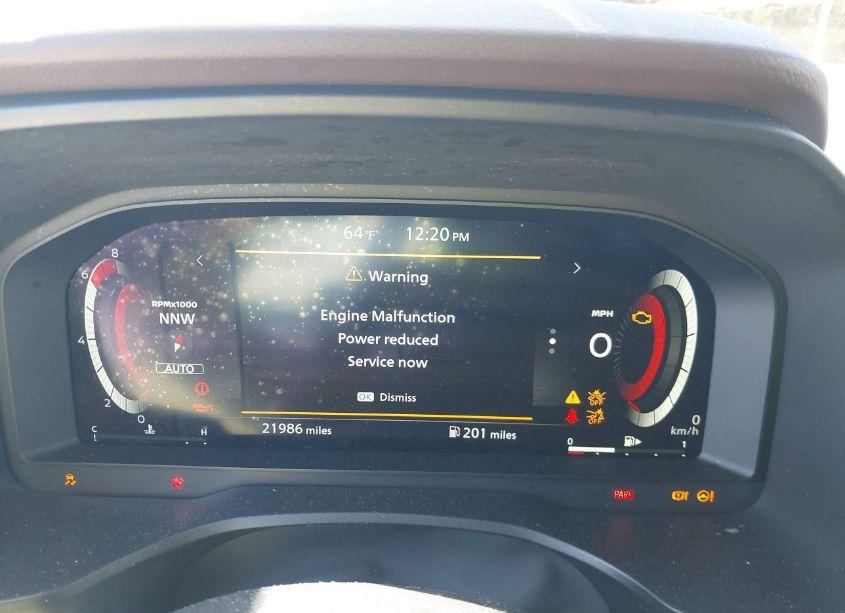 64°F 12:20 PM
8
6
4
2
0
RPMx1000
NNW
AUTO
Warning
Engine Malfunction
Power reduced
Service now
OK Dismiss
MPH
0
OFF
OFF
0
km/h
C H
21986 miles
201 miles
0 1
PARK